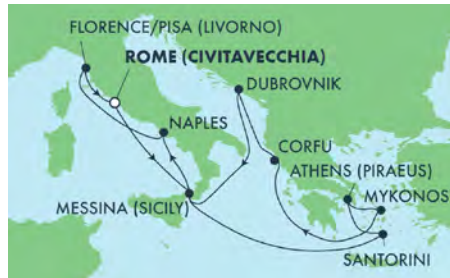 FLORENCE/PISA (LIVORNO)
ROME (CIVITAVECCHIA)
DUBROVNIK
NAPLES
CORFU
ATHENS (PIRAEUS)
MYKONOS
MESSINA (SICILY)
SANTORINI